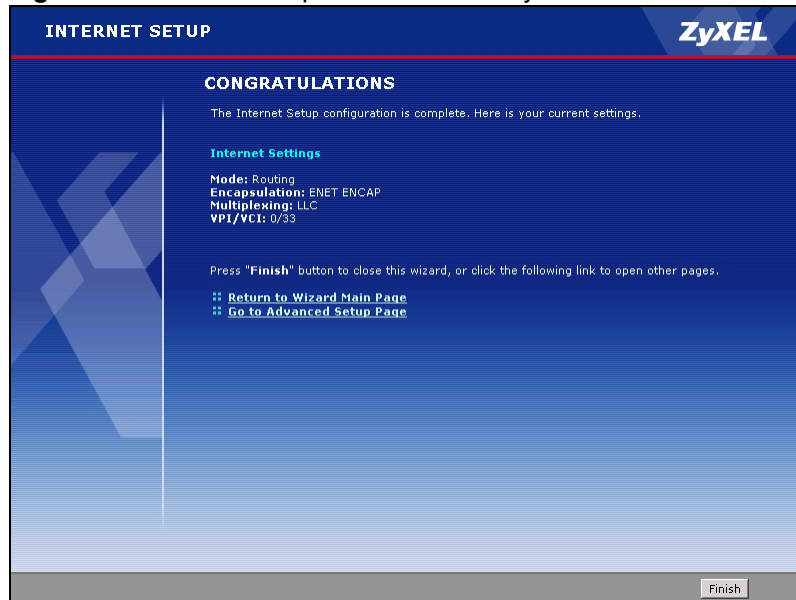 INTERNET SETUP
ZyXEL
CONGRATULATIONS
The Internet Setup configuration is complete. Here is your current settings.
Internet Settings
Mode: Routing
Encapsulation: ENET ENCAP
Multiplexing: LLC
VPI/VCI: 0/33
Press "Finish" button to close this wizard, or click the following link to open other pages.
Return to Wizard Main Page
Go to Advanced Setup Page
Finish